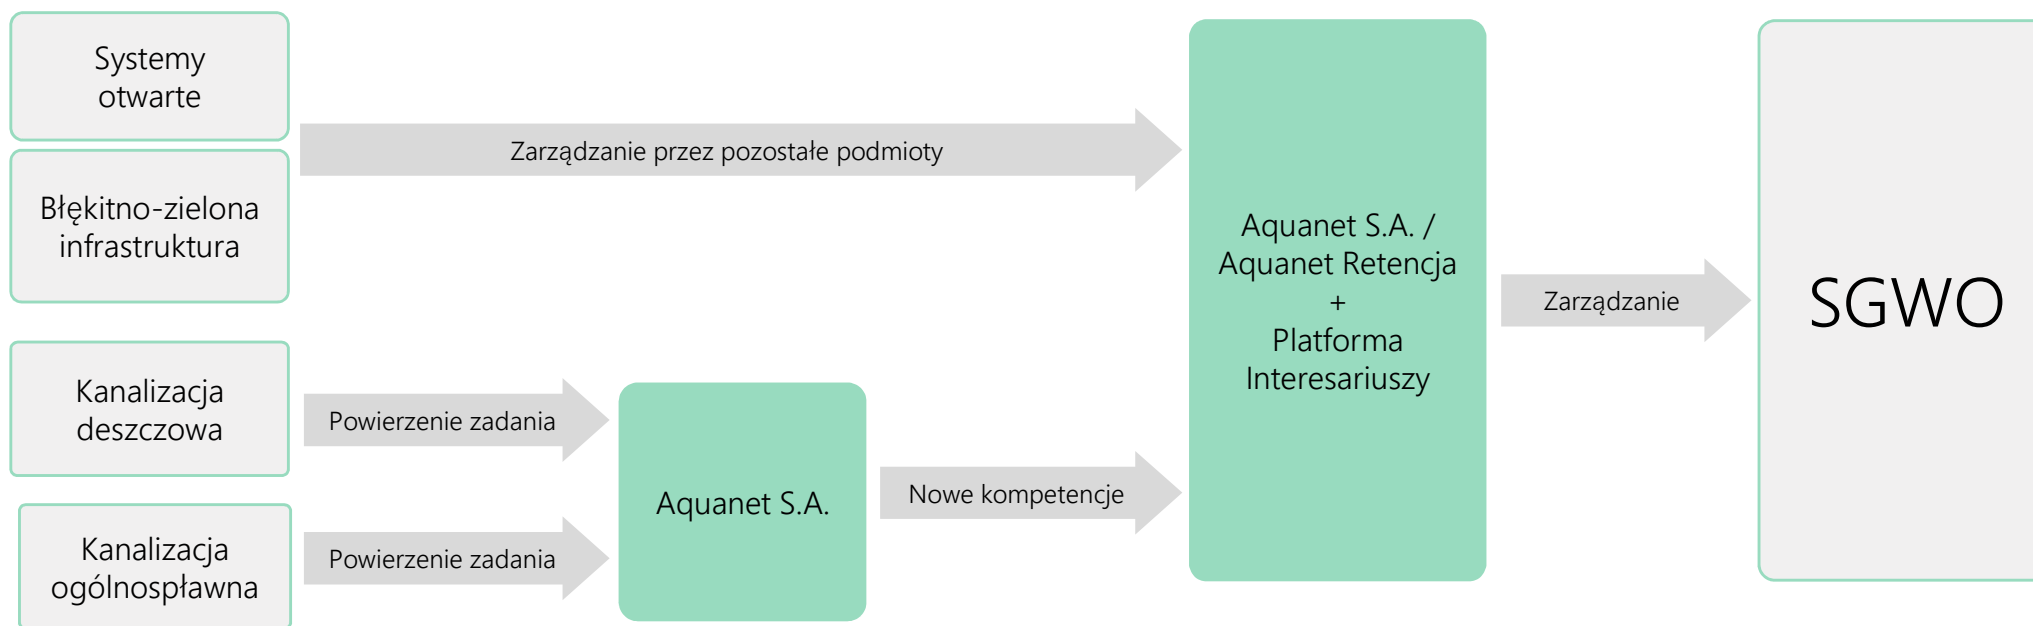 Systemy
otwarte
Błękitno-zielona
infrastruktura
Zarządzanie przez pozostałe podmioty
Kanalizacja
deszczowa
Powierzenie zadania
Kanalizacja
ogólnospławna
Powierzenie zadania
Aquanet S.A.
Nowe kompetencje
Aquanet S.A. /
Aquanet Retencja
+
Platforma
Interesariuszy
Zarządzanie
SGWO